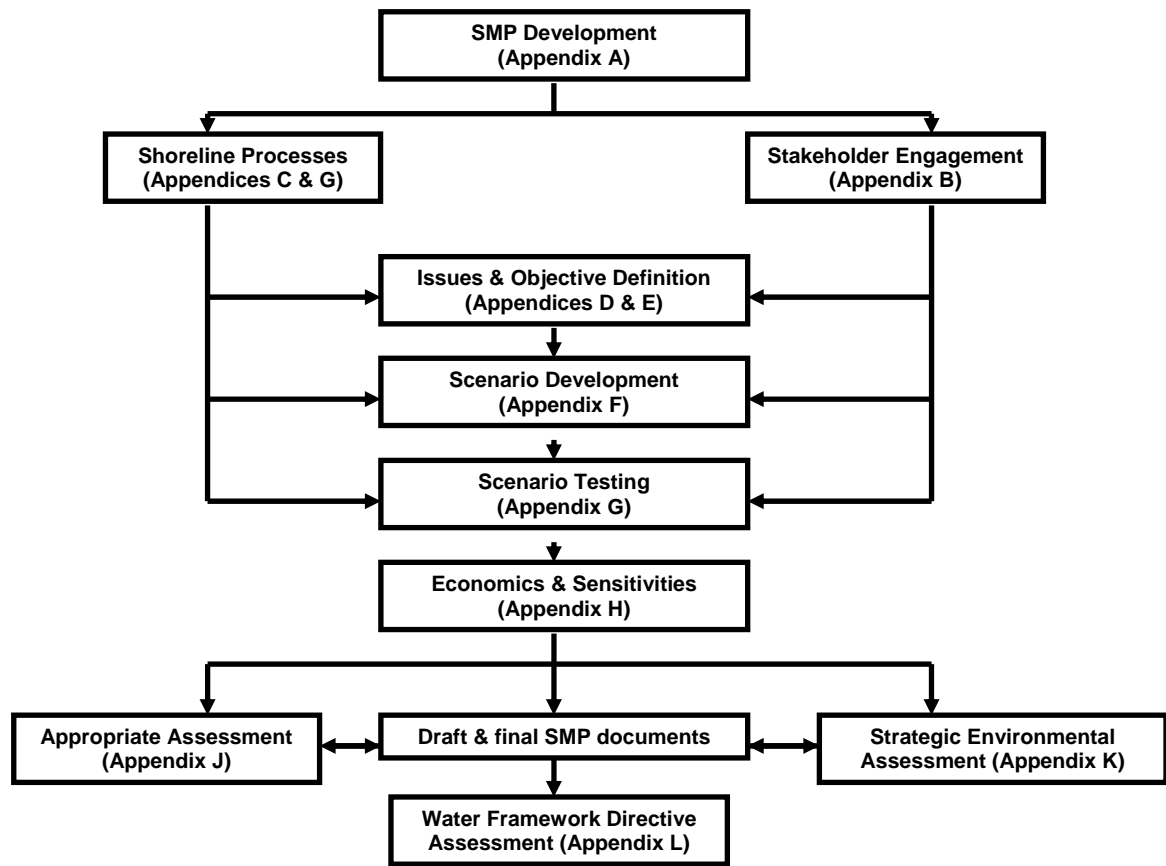 SMP Development
(Appendix A)
Shoreline Processes
(Appendices C & G)
Stakeholder Engagement
(Appendix B)
Issues & Objective Definition
(Appendices D & E)
Scenario Development
(Appendix F)
Scenario Testing
(Appendix G)
Economics & Sensitivities
(Appendix H)
Appropriate Assessment
(Appendix J)
Draft & final SMP documents
Strategic Environmental
Assessment (Appendix K)
Water Framework Directive
Assessment (Appendix L)